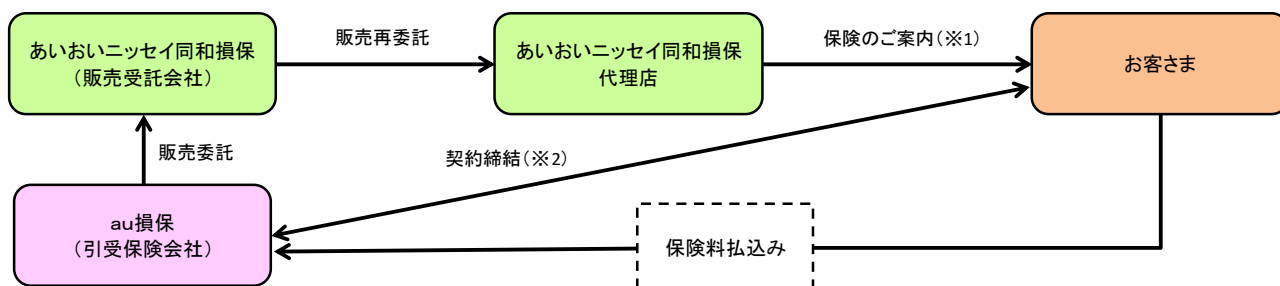 あいおいニッセイ同和損保
（販売受託会社）
販売再委託
あいおいニッセイ同和損保
代理店
保険のご案内(※1)
お客さま
販売委託
契約締結(※2)
au損保
（引受保険会社）
保険料払込み